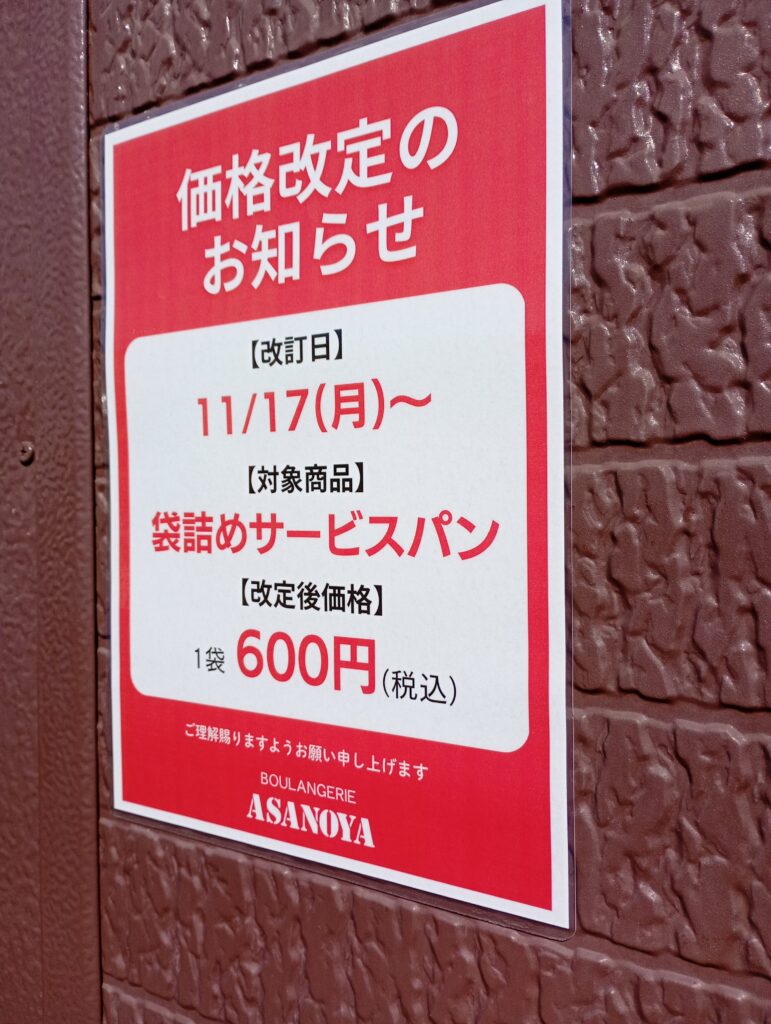 価格改定の
お知らせ
【改訂日】
11/17(月)～
【対象商品】
袋詰めサービスパン
【改定後価格】
1袋 600円(税込)
ご理解賜りますようお願い申し上げます
BOULANGERIE
ASANOYA